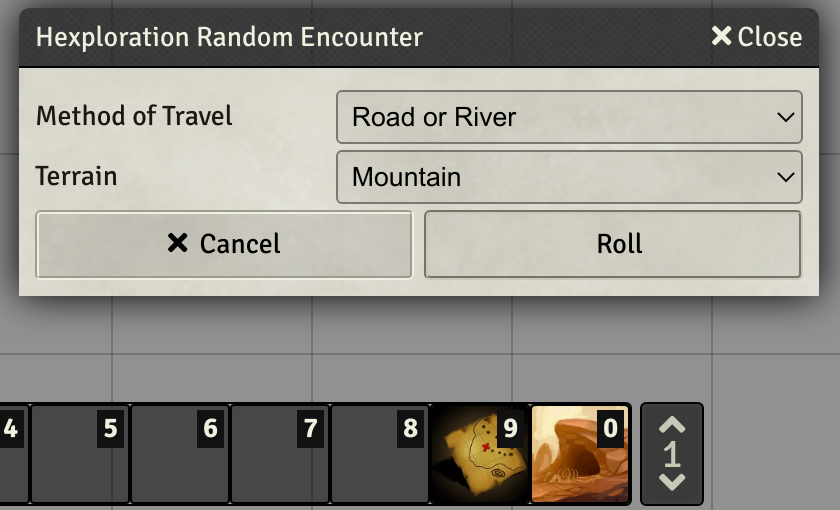 Hexploration Random Encounter
Close
Method of Travel
Road or River
Terrain
Mountain
Cancel
Roll
4
5
6
7
8
9
0
1